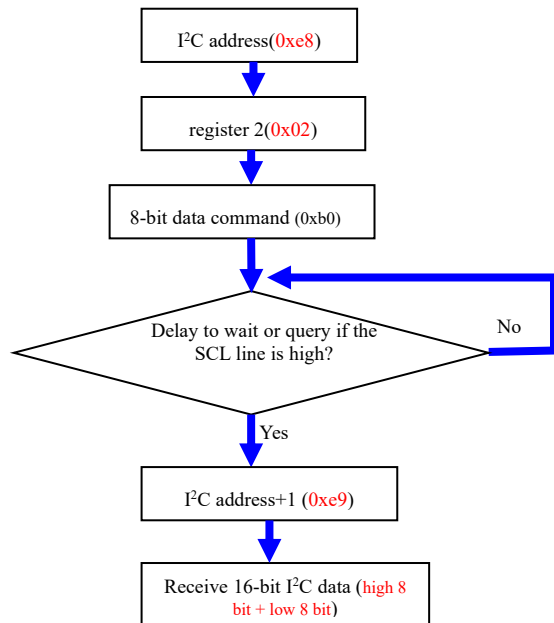 I²C address(0xe8)
register 2(0x02)
8-bit data command (0xb0)
Delay to wait or query if the
SCL line is high?
No
Yes
I²C address+1 (0xe9)
Receive 16-bit I²C data (high 8
bit + low 8 bit)